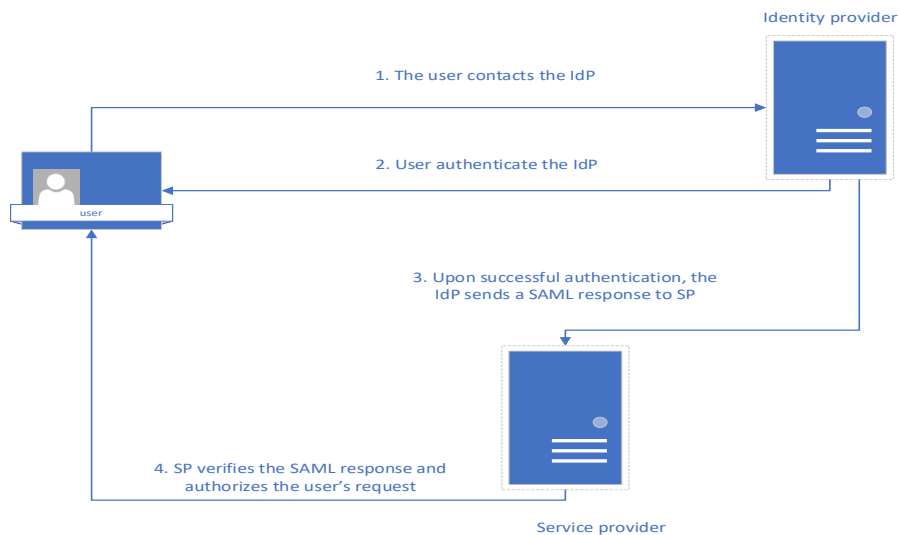 Identity provider
1. The user contacts the IdP
2. User authenticate the IdP
user
3. Upon successful authentication, the
IdP sends a SAML response to SP
4. SP verifies the SAML response and
authorizes the user's request
Service provider